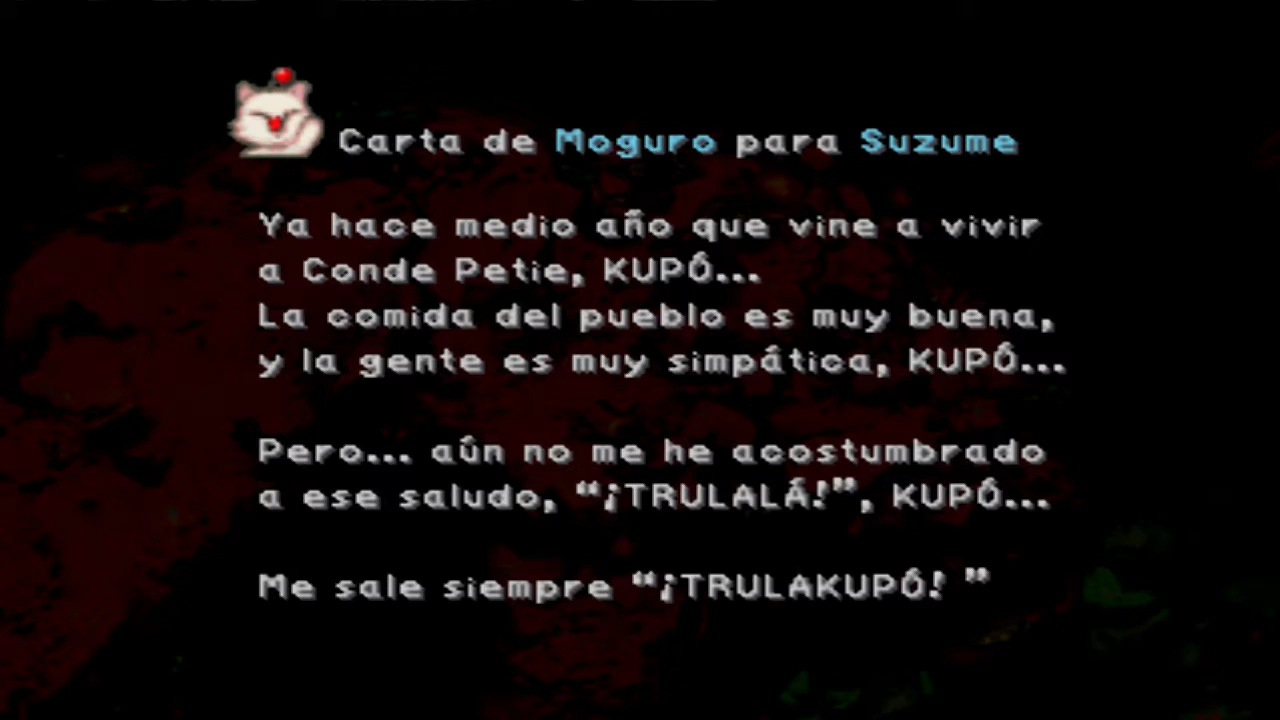 Carta de Moguro para Suzume
Ya hace medio año que vine a vivir
a Conde Petie, KUPÓ...
La comida del pueblo es muy buena,
y la gente es muy simpática, KUPÓ...
Pero... aún no me he acostumbrado
a ese saludo, “¡TRULALÁ!”, KUPÓ...
Me sale siempre “¡TRULAKUPÓ! ”